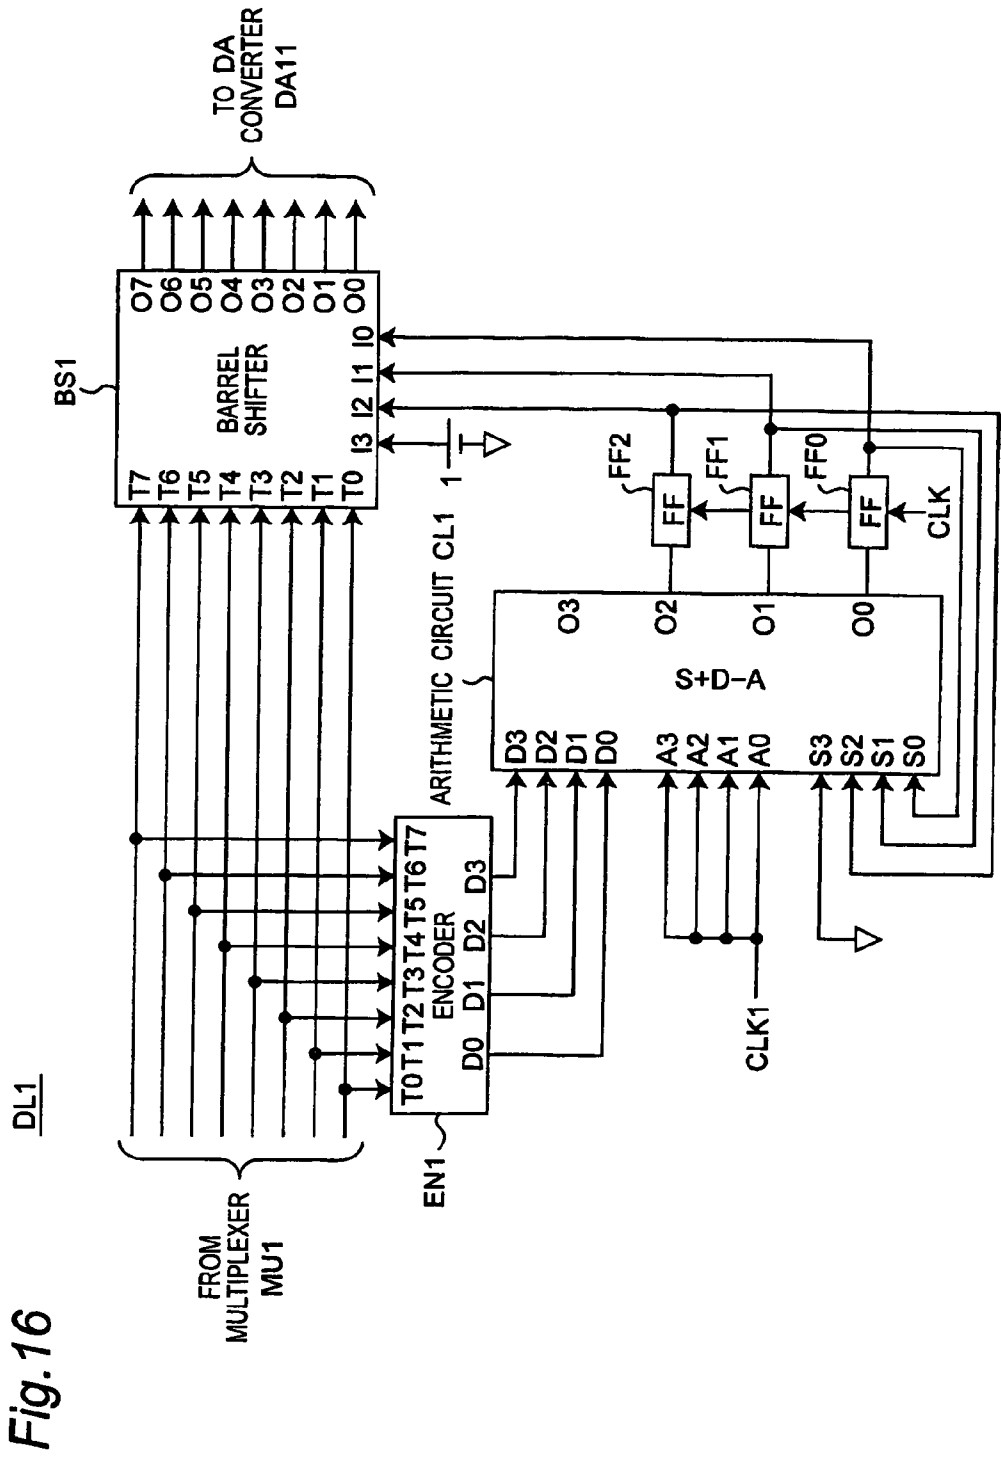 Fig.16
DL1
FROM
MULTIPLEXER
MU1
EN1
T0 T1 T2 T3 T4 T5 T6 T7
ENCODER
D0 D1 D2 D3
BS1
T7
T6
T5
T4
T3
T2
T1
T0
BARREL
SHIFTER
O7
O6
O5
O4
O3
O2
O1
O0
I3 I2 I1 I0
1
TO DA
CONVERTER
DA11
ARITHMETIC CIRCUIT CL1
D3
D2
D1
D0
A3
A2
A1
A0
S3
S2
S1
S0
S+D−A
O3
O2
O1
O0
CLK1
FF2
FF
FF1
FF
FF0
FF
CLK